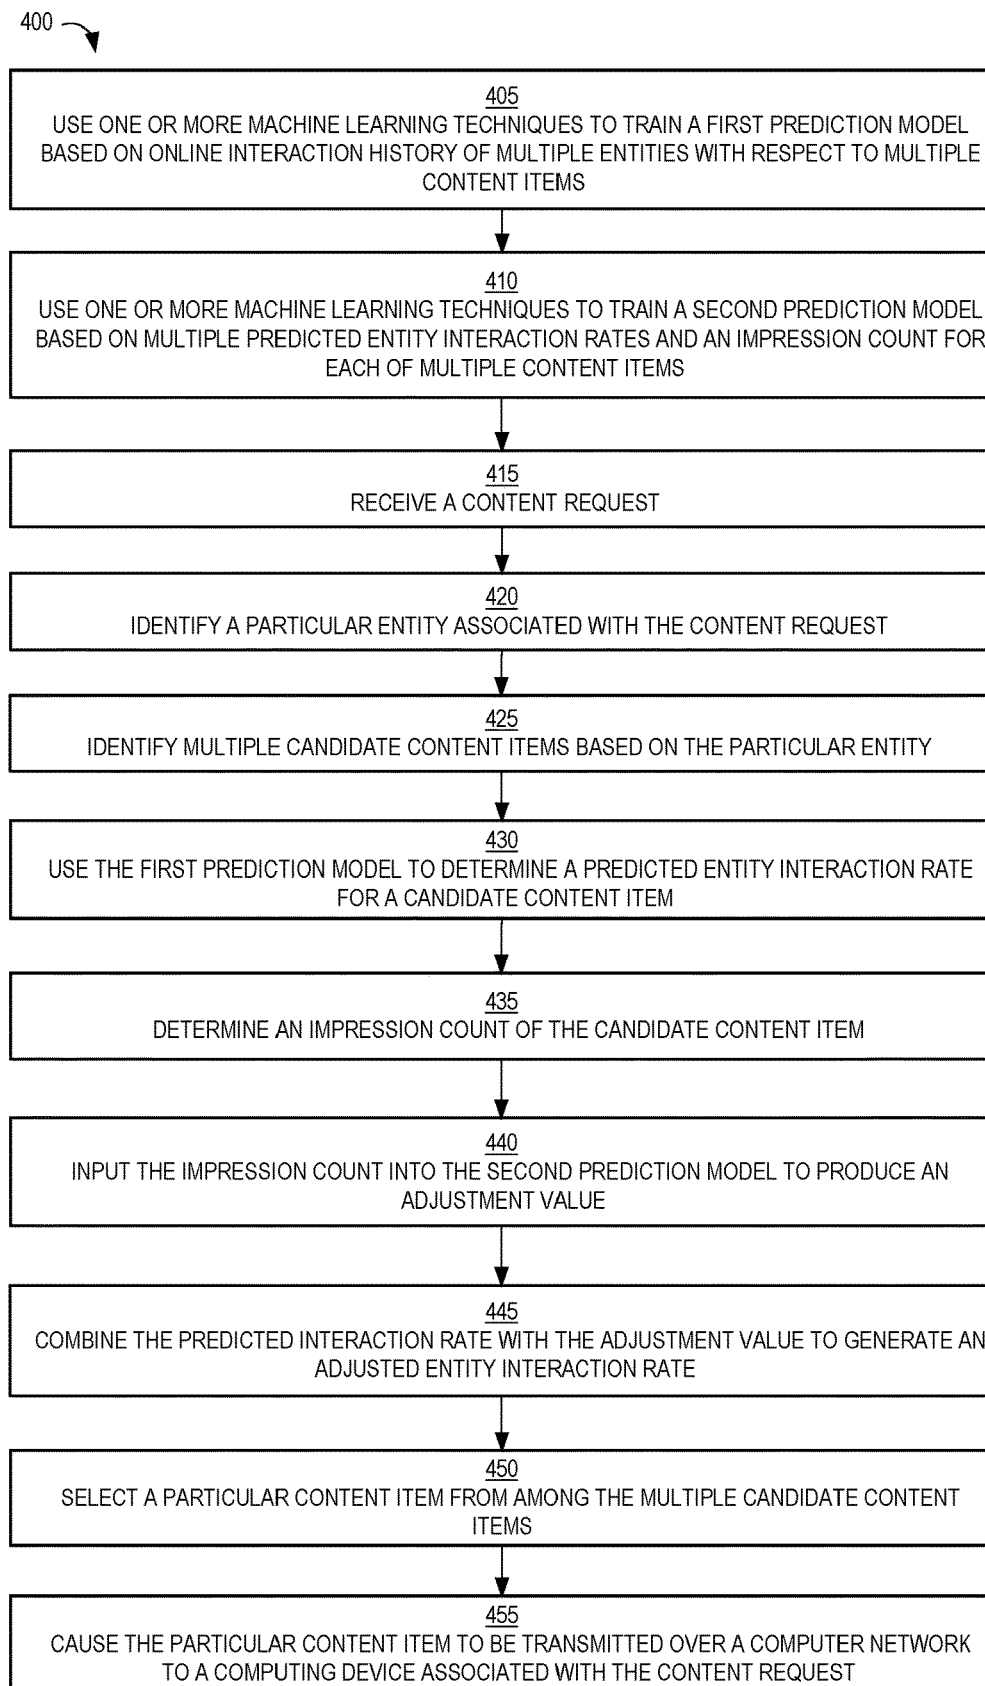 400
405
USE ONE OR MORE MACHINE LEARNING TECHNIQUES TO TRAIN A FIRST PREDICTION MODEL
BASED ON ONLINE INTERACTION HISTORY OF MULTIPLE ENTITIES WITH RESPECT TO MULTIPLE
CONTENT ITEMS
410
USE ONE OR MORE MACHINE LEARNING TECHNIQUES TO TRAIN A SECOND PREDICTION MODEL
BASED ON MULTIPLE PREDICTED ENTITY INTERACTION RATES AND AN IMPRESSION COUNT FOR
EACH OF MULTIPLE CONTENT ITEMS
415
RECEIVE A CONTENT REQUEST
420
IDENTIFY A PARTICULAR ENTITY ASSOCIATED WITH THE CONTENT REQUEST
425
IDENTIFY MULTIPLE CANDIDATE CONTENT ITEMS BASED ON THE PARTICULAR ENTITY
430
USE THE FIRST PREDICTION MODEL TO DETERMINE A PREDICTED ENTITY INTERACTION RATE
FOR A CANDIDATE CONTENT ITEM
435
DETERMINE AN IMPRESSION COUNT OF THE CANDIDATE CONTENT ITEM
440
INPUT THE IMPRESSION COUNT INTO THE SECOND PREDICTION MODEL TO PRODUCE AN
ADJUSTMENT VALUE
445
COMBINE THE PREDICTED INTERACTION RATE WITH THE ADJUSTMENT VALUE TO GENERATE AN
ADJUSTED ENTITY INTERACTION RATE
450
SELECT A PARTICULAR CONTENT ITEM FROM AMONG THE MULTIPLE CANDIDATE CONTENT
ITEMS
455
CAUSE THE PARTICULAR CONTENT ITEM TO BE TRANSMITTED OVER A COMPUTER NETWORK
TO A COMPUTING DEVICE ASSOCIATED WITH THE CONTENT REQUEST